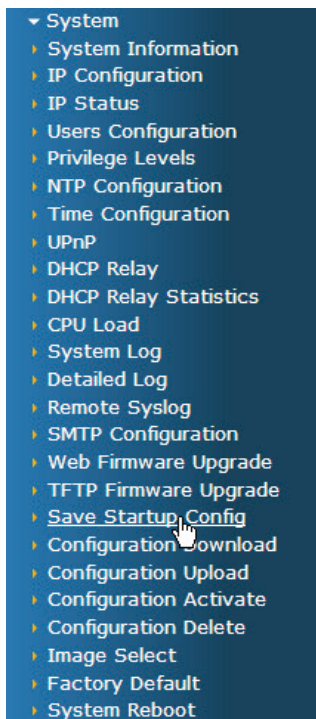 System
System Information
IP Configuration
IP Status
Users Configuration
Privilege Levels
NTP Configuration
Time Configuration
UPnP
DHCP Relay
DHCP Relay Statistics
CPU Load
System Log
Detailed Log
Remote Syslog
SMTP Configuration
Web Firmware Upgrade
TFTP Firmware Upgrade
Save Startup Config
Configuration Download
Configuration Upload
Configuration Activate
Configuration Delete
Image Select
Factory Default
System Reboot